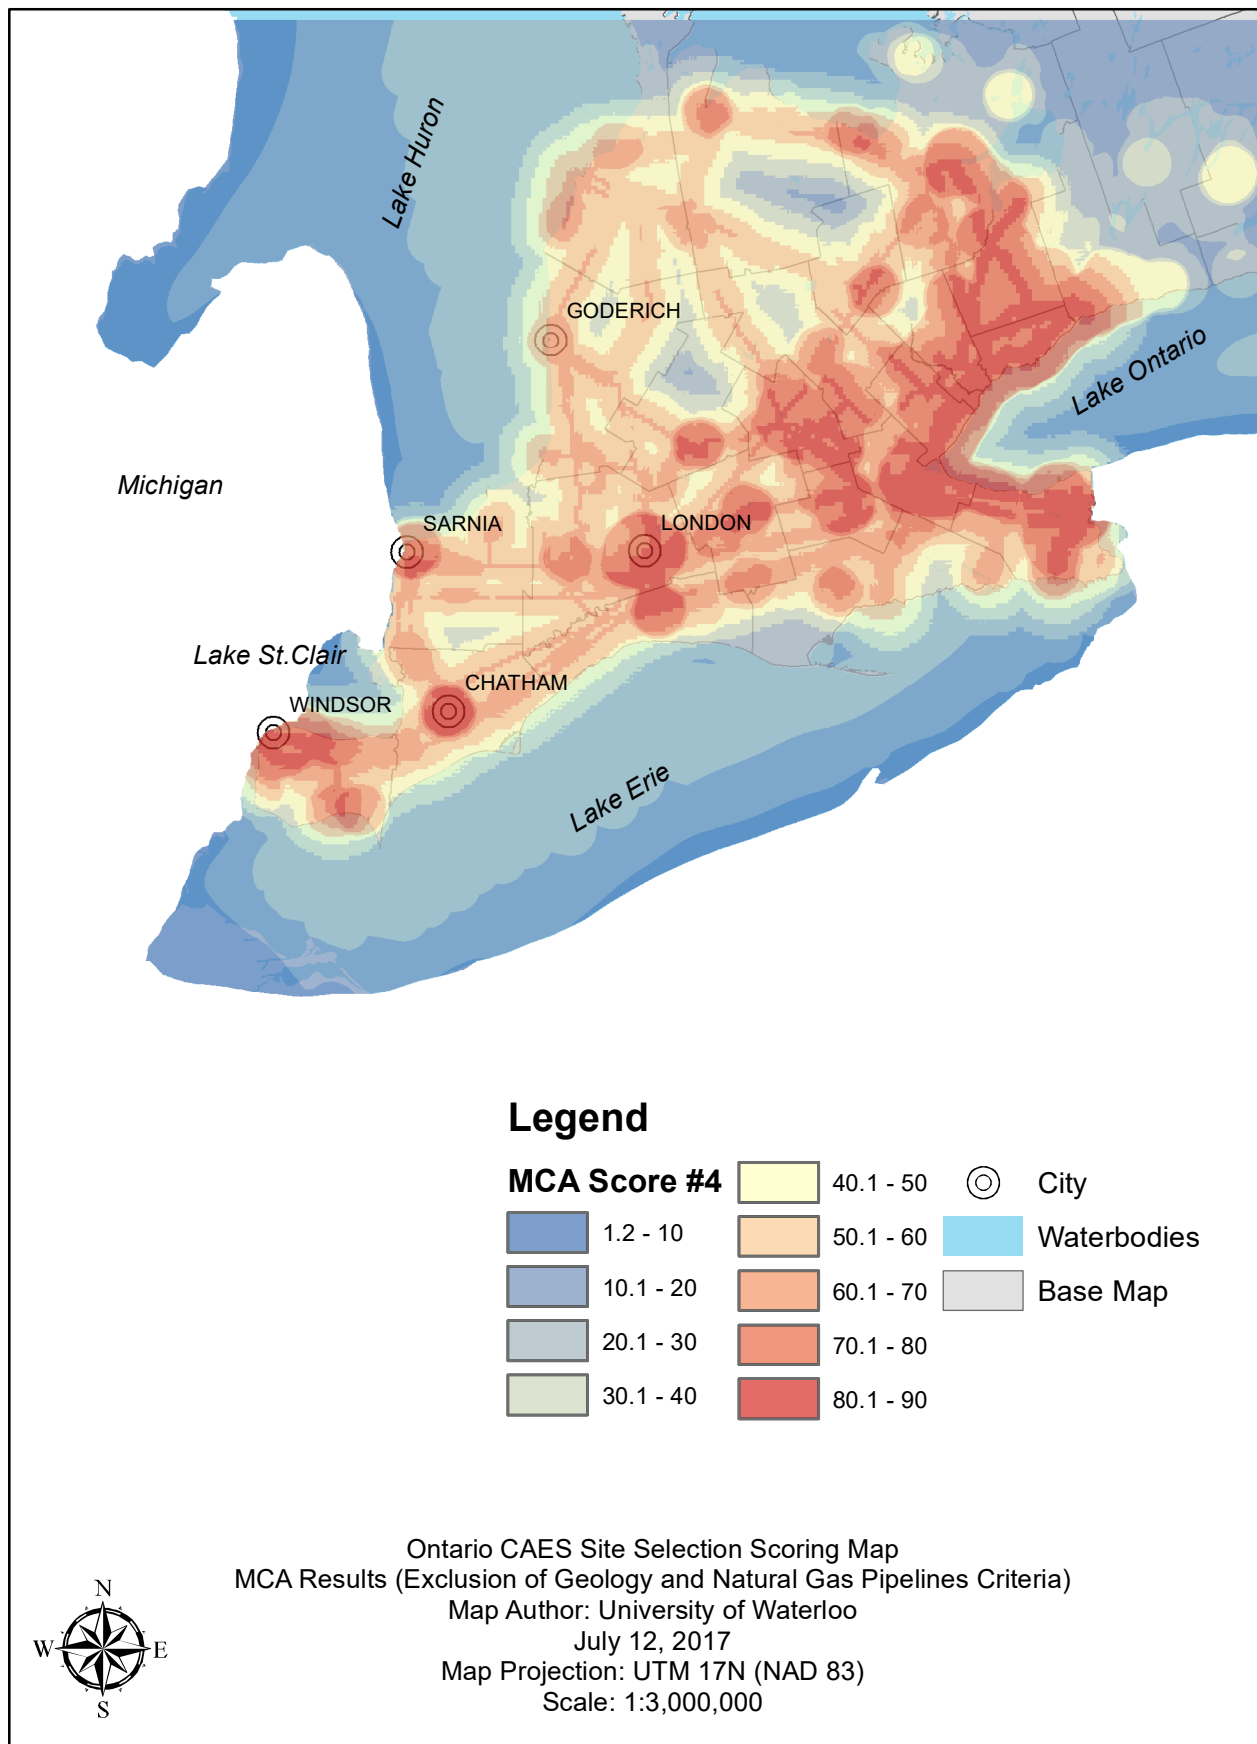 Lake Huron
GODERICH
Lake Ontario
Michigan
SARNIA
LONDON
Lake St.Clair
CHATHAM
WINDSOR
Lake Erie
Legend
MCA Score #4
1.2 - 10
10.1 - 20
20.1 - 30
30.1 - 40
40.1 - 50
50.1 - 60
60.1 - 70
70.1 - 80
80.1 - 90
City
Waterbodies
Base Map
N
W
E
S
Ontario CAES Site Selection Scoring Map
MCA Results (Exclusion of Geology and Natural Gas Pipelines Criteria)
Map Author: University of Waterloo
July 12, 2017
Map Projection: UTM 17N (NAD 83)
Scale: 1:3,000,000